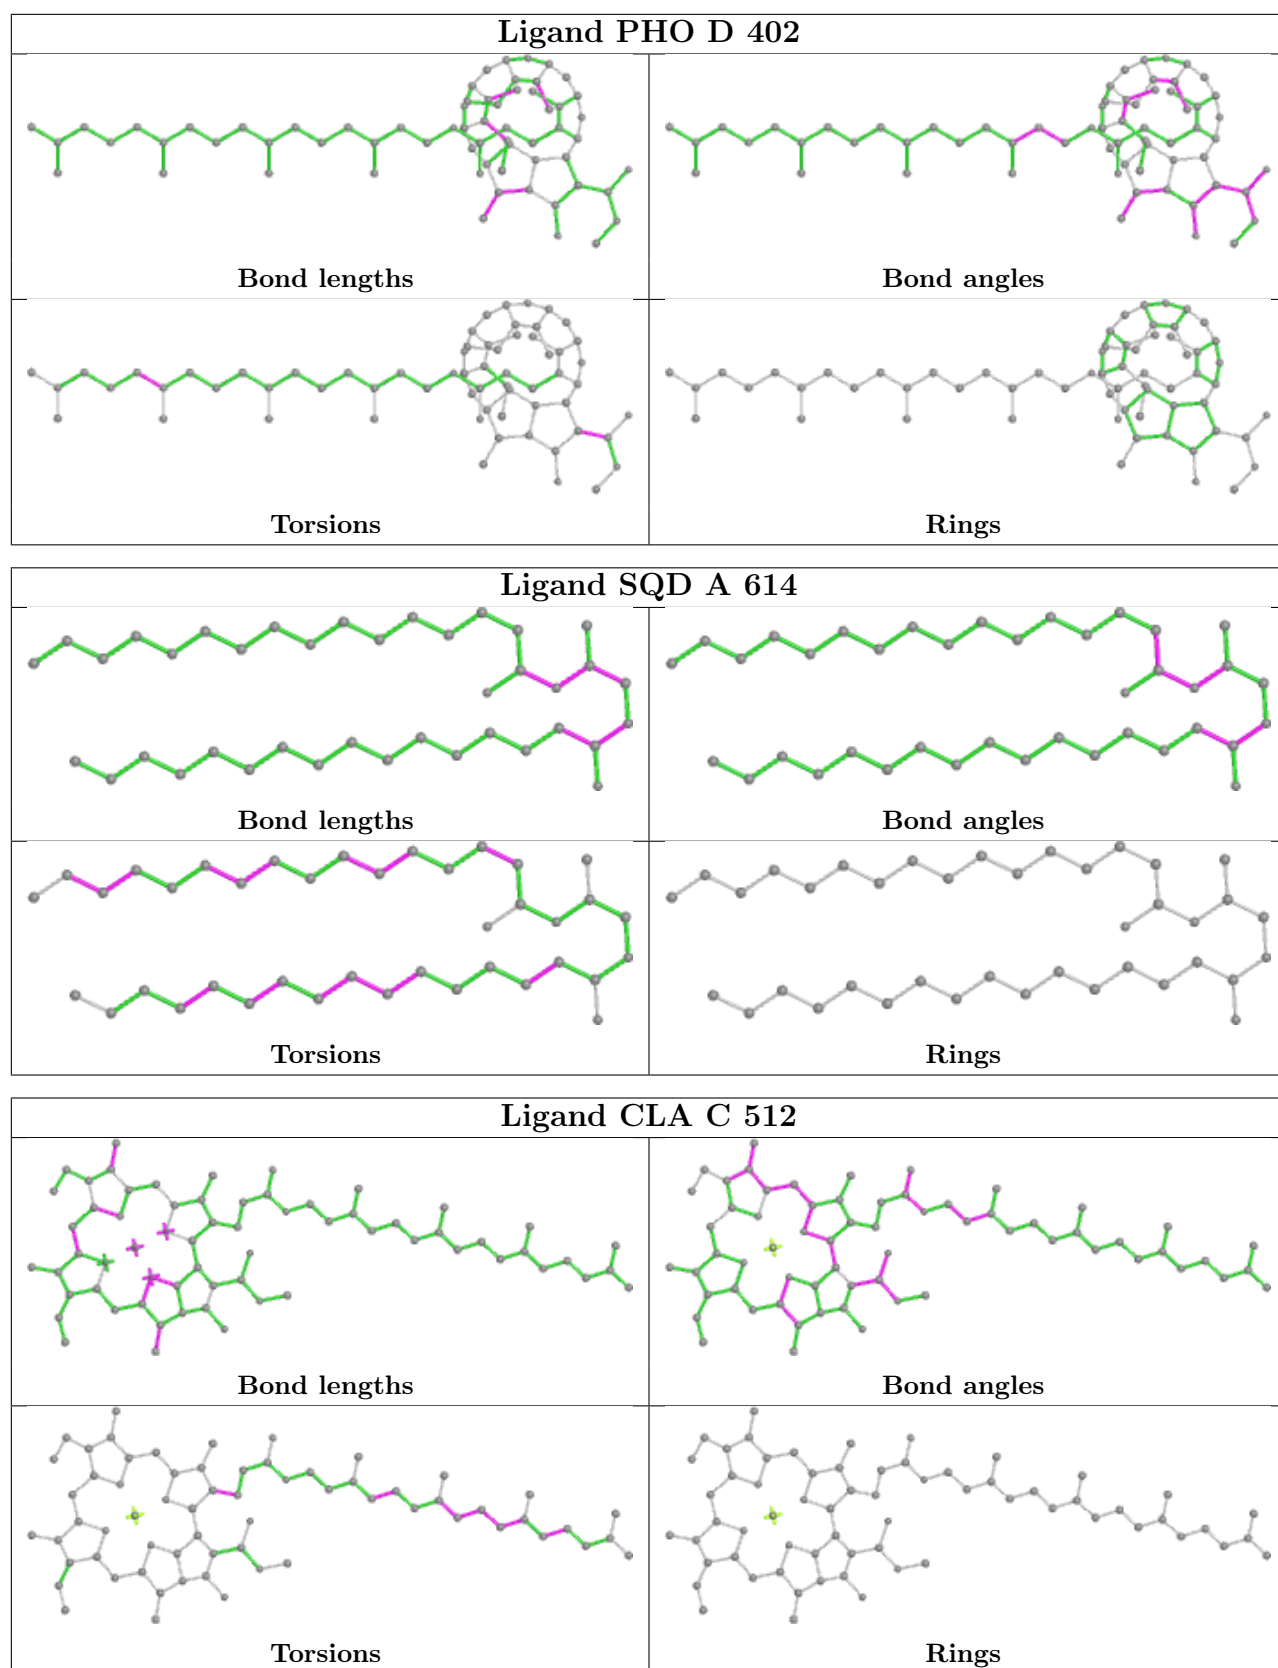 Ligand PHO D 402
Bond lengths
Bond angles
Torsions
Rings
Ligand SQD A 614
Bond lengths
Bond angles
Torsions
Rings
Ligand CLA C 512
Bond lengths
Bond angles
Torsions
Rings